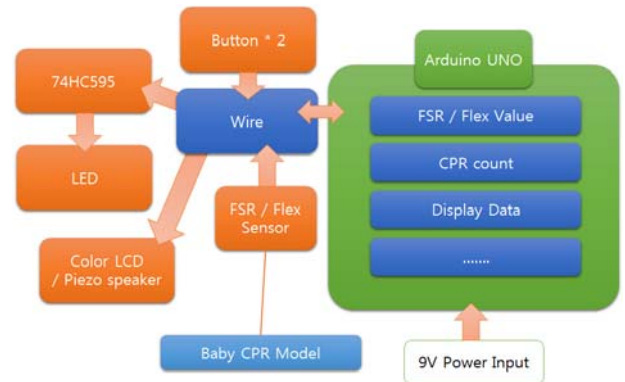 Button * 2
Arduino UNO
74HC595
Wire
FSR / Flex Value
CPR count
LED
Display Data
FSR / Flex
Sensor
Color LCD
/ Piezo speaker
.......
Baby CPR Model
9V Power Input